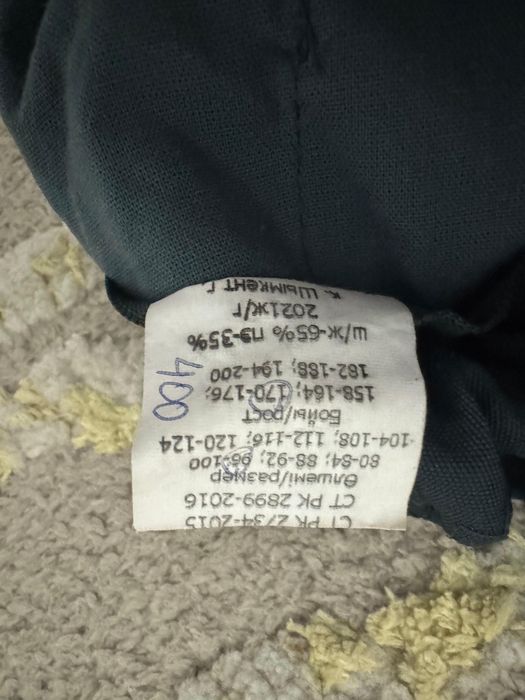 СТ РК 2734-2015
СТ РК 2899-2016
Өлшемі/размер
80-84; 88-92; 96-100
104-108; 112-116; 120-124
Бойы/рост
158-164; 170-176;
182-188; 194-200
Ш/Ж-65% ПЭ-35%
2021ж/г
к. Шымкент г.
400